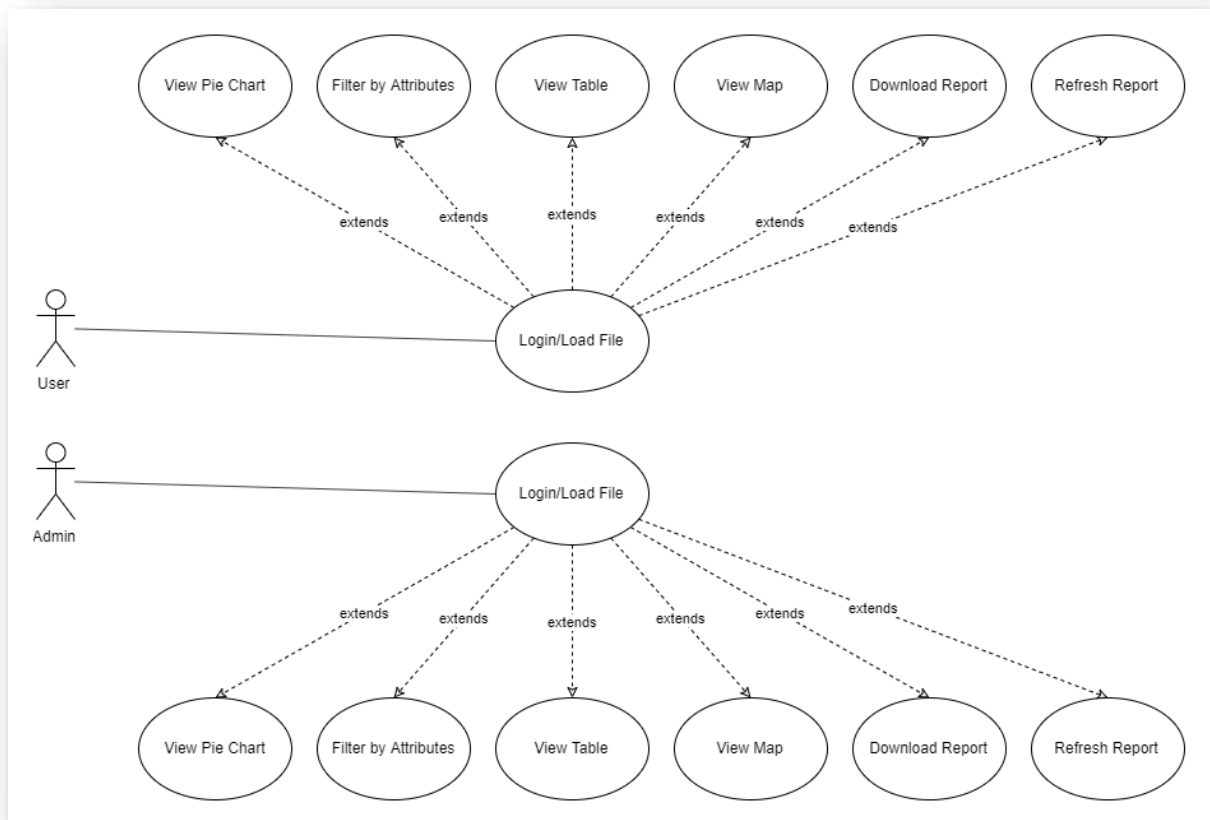 View Pie Chart
Filter by Attributes
View Table
View Map
Download Report
Refresh Report
extends
extends
extends
extends
extends
extends
Login/Load File
User
Login/Load File
Admin
extends
extends
extends
extends
extends
extends
View Pie Chart
Filter by Attributes
View Table
View Map
Download Report
Refresh Report